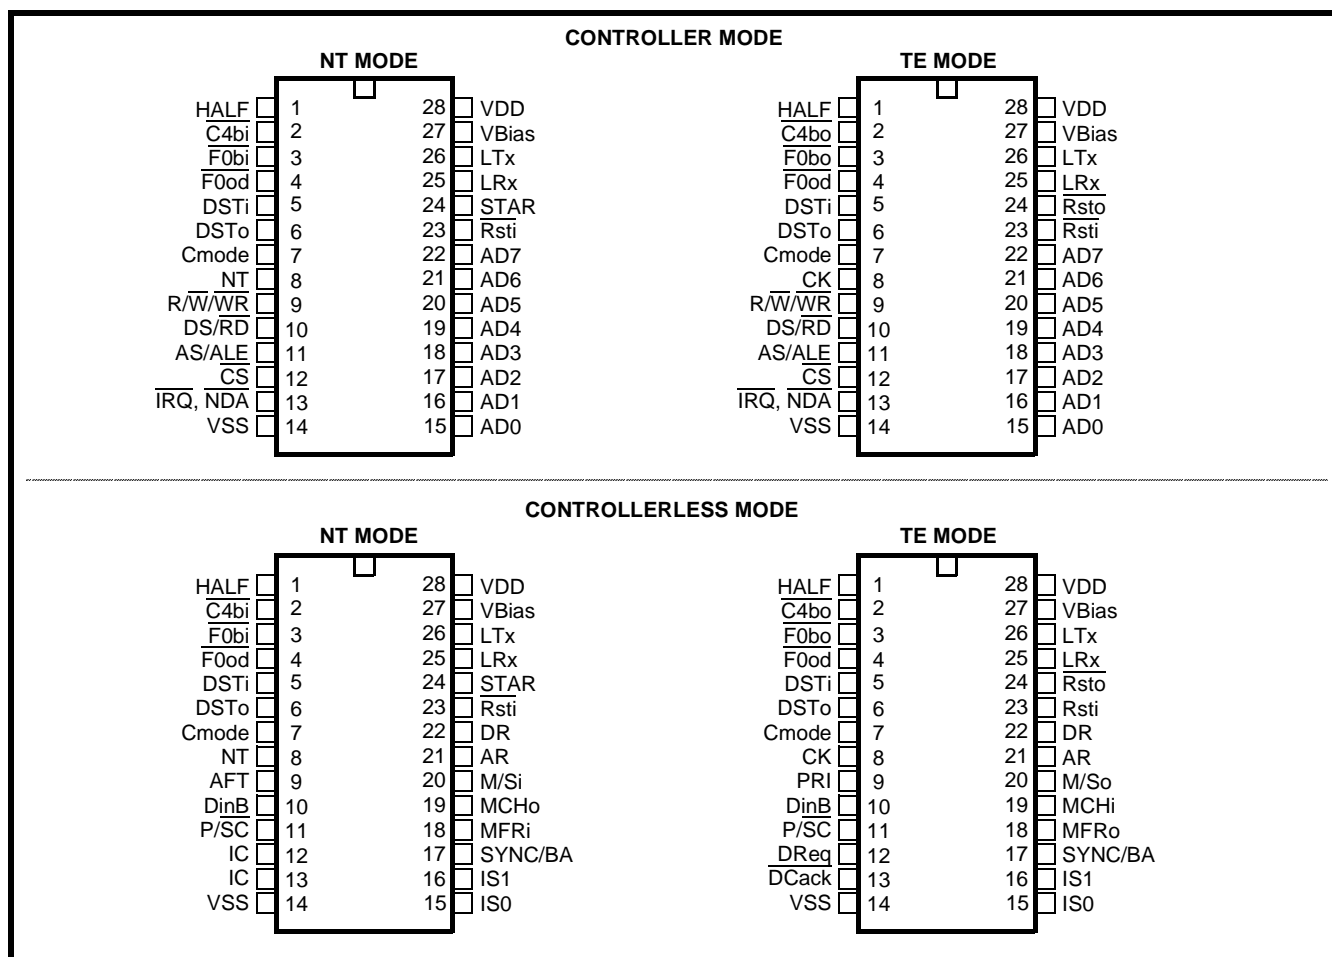 CONTROLLER MODE
NT MODE
HALF 1 28 VDD
C4bi 2 27 VBias
F0bi 3 26 LTx
F0od 4 25 LRx
DSTi 5 24 STAR
DSTo 6 23 Rsti
Cmode 7 22 AD7
NT 8 21 AD6
R/W/WR 9 20 AD5
DS/RD 10 19 AD4
AS/ALE 11 18 AD3
CS 12 17 AD2
IRQ, NDA 13 16 AD1
VSS 14 15 AD0
TE MODE
HALF 1 28 VDD
C4bo 2 27 VBias
F0bo 3 26 LTx
F0od 4 25 LRx
DSTi 5 24 Rsto
DSTo 6 23 Rsti
Cmode 7 22 AD7
CK 8 21 AD6
R/W/WR 9 20 AD5
DS/RD 10 19 AD4
AS/ALE 11 18 AD3
CS 12 17 AD2
IRQ, NDA 13 16 AD1
VSS 14 15 AD0
CONTROLLERLESS MODE
NT MODE
HALF 1 28 VDD
C4bi 2 27 VBias
F0bi 3 26 LTx
F0od 4 25 LRx
DSTi 5 24 STAR
DSTo 6 23 Rsti
Cmode 7 22 DR
NT 8 21 AR
AFT 9 20 M/Si
DinB 10 19 MCHo
P/SC 11 18 MFRi
IC 12 17 SYNC/BA
IC 13 16 IS1
VSS 14 15 IS0
TE MODE
HALF 1 28 VDD
C4bo 2 27 VBias
F0bo 3 26 LTx
F0od 4 25 LRx
DSTi 5 24 Rsto
DSTo 6 23 Rsti
Cmode 7 22 DR
CK 8 21 AR
PRI 9 20 M/So
DinB 10 19 MCHi
P/SC 11 18 MFRo
DReq 12 17 SYNC/BA
DCack 13 16 IS1
VSS 14 15 IS0